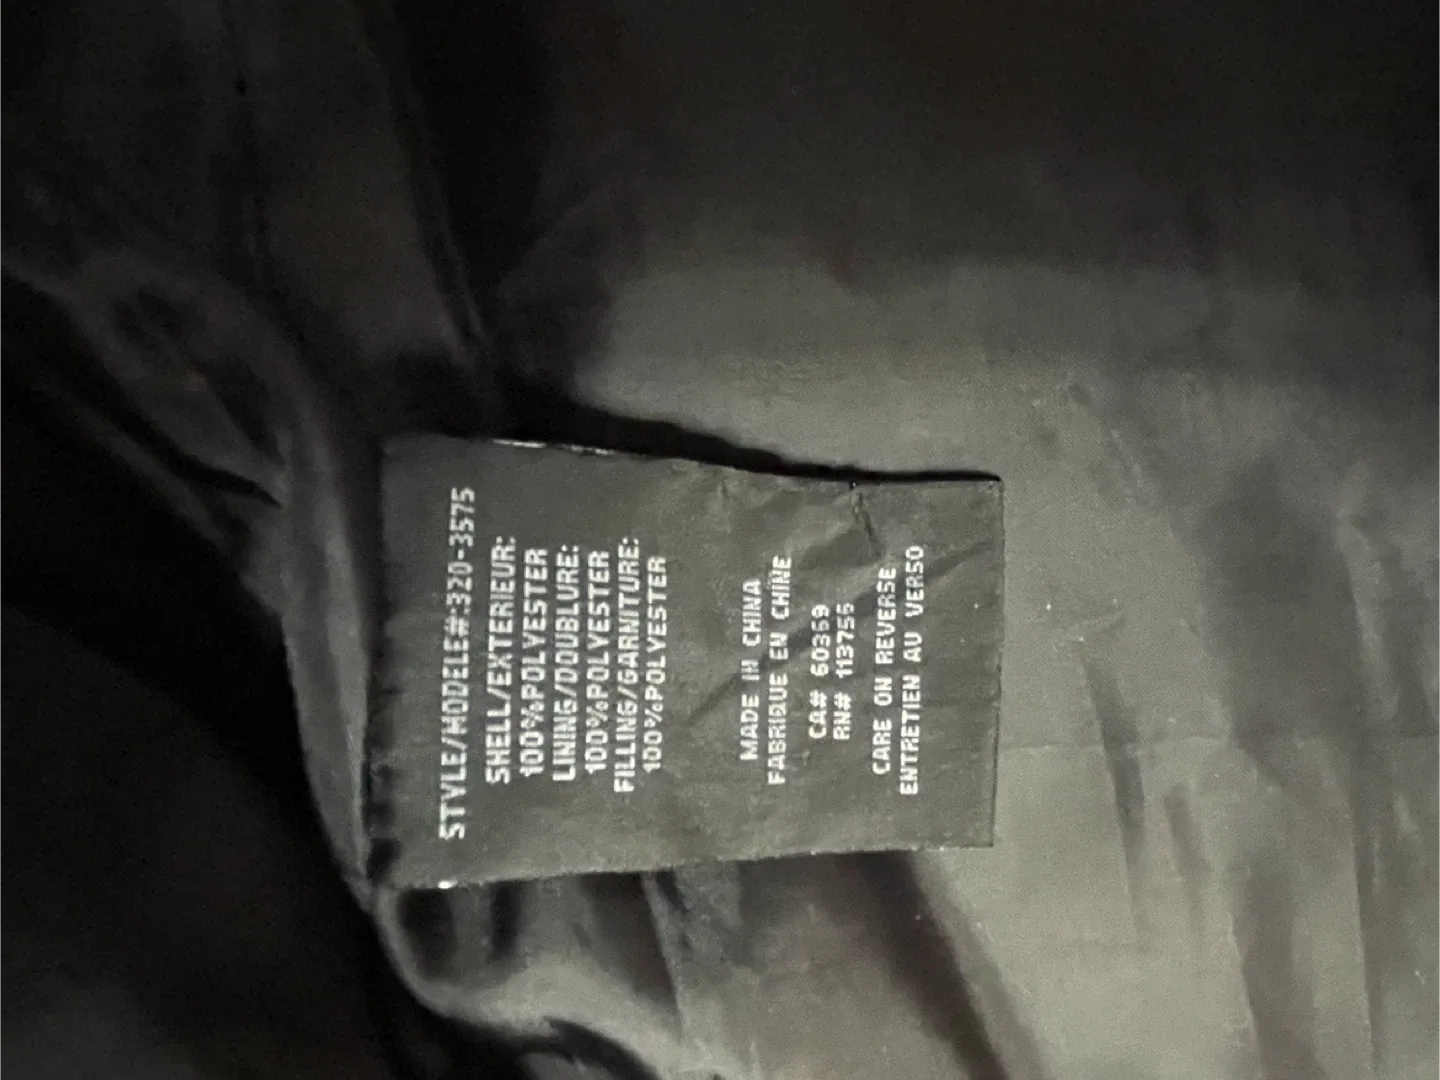 STYLE/MODELE#:320-3575
SHELL/EXTERIEUR:
100%POLYESTER
LINING/DOUBLURE:
100%POLYESTER
FILLING/GARNITURE:
100%POLYESTER
MADE IN CHINA
FABRIQUE EN CHINE
CA# 60369
RN# 113756
CARE ON REVERSE
ENTRETIEN AU VERSO